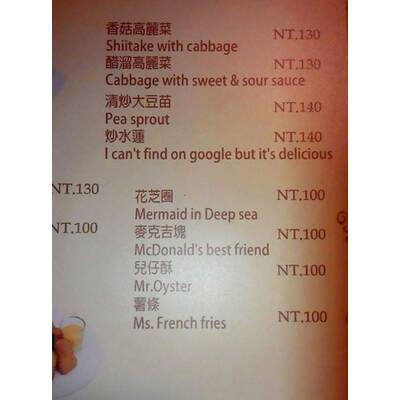 香菇高麗菜 NT.130
Shiitake with cabbage
醋溜高麗菜 NT.130
Cabbage with sweet & sour sauce
清炒大豆苗 NT.140
Pea sprout
炒水蓮 NT.140
I can't find on google but it's delicious
NT.130
花芝圈 NT.100
Mermaid in Deep sea
NT.100
麥克吉塊 NT.100
McDonald's best friend
兒仔酥 NT.100
Mr.Oyster
薯條 NT.100
Ms. French fries